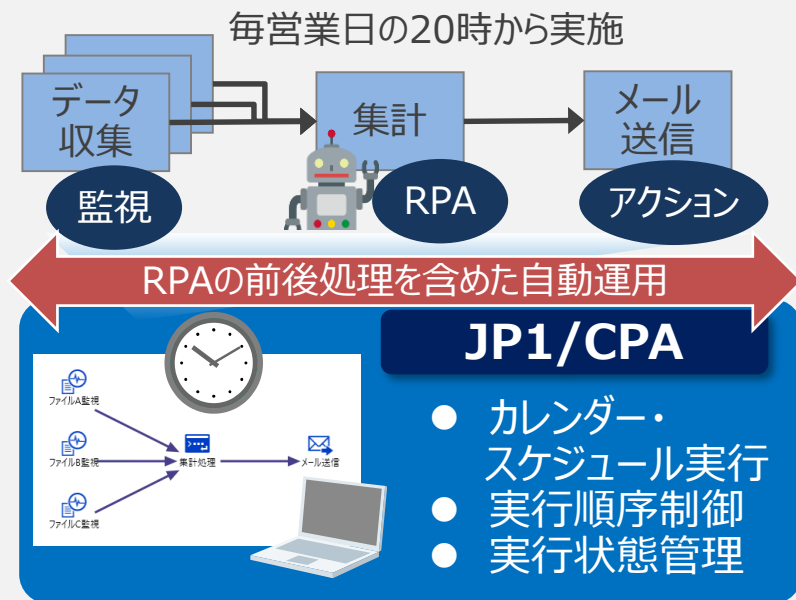 毎営業日の20時から実施
データ
収集
集計
メール
送信
監視
RPA
アクション
RPAの前後処理を含めた自動運用
JP1/CPA
ファイルA監視
ファイルB監視
集計処理
メール送信
ファイルC監視
● カレンダー・
スケジュール実行
● 実行順序制御
● 実行状態管理